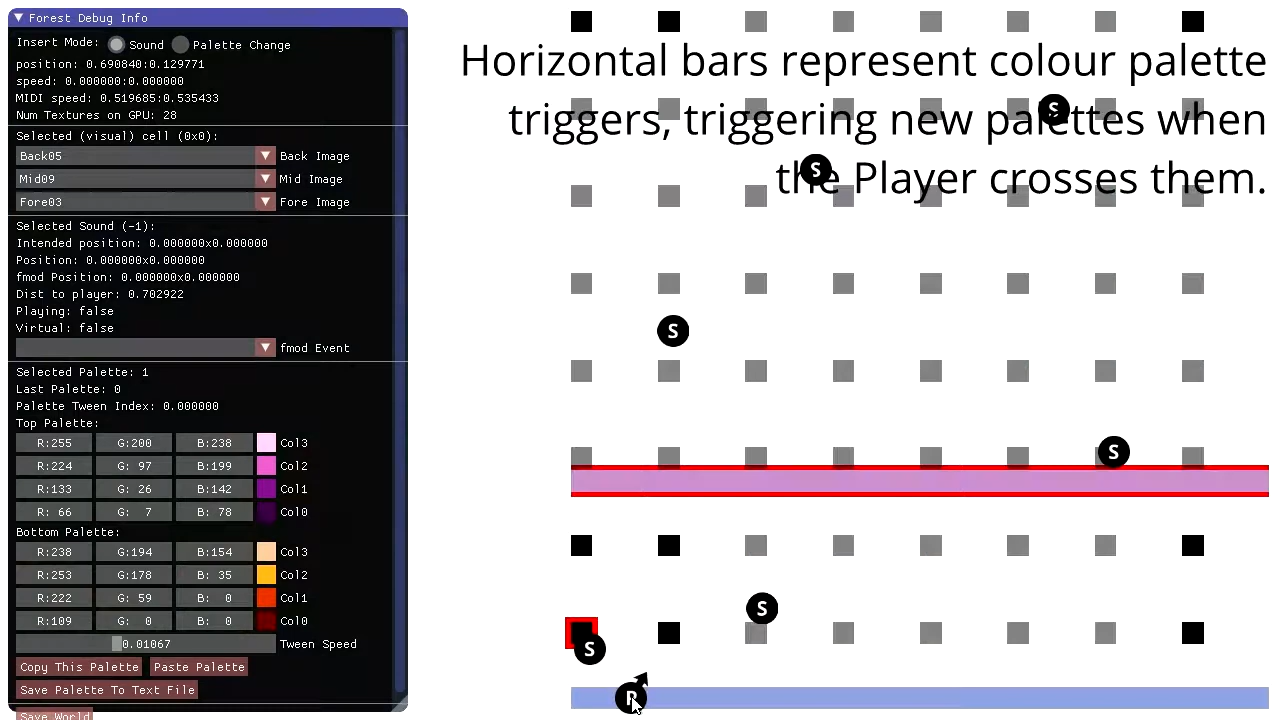 Forest Debug Info
Insert Mode: Sound Palette Change
position: 0.690840:0.129771
speed: 0.000000:0.000000
MIDI speed: 0.519685:0.535433
Num Textures on GPU: 28
Selected (visual) cell (0x0):
Back05 Back Image
Mid09 Mid Image
Fore03 Fore Image
Selected Sound (-1):
Intended position: 0.000000x0.000000
Position: 0.000000x0.000000
fmod Position: 0.000000x0.000000
Dist to player: 0.702922
Playing: false
Virtual: false
fmod Event
Selected Palette: 1
Last Palette: 0
Palette Tween Index: 0.000000
Top Palette:
R:255 G:200 B:238 Col3
R:224 G: 97 B:199 Col2
R:133 G: 26 B:142 Col1
R: 66 G: 7 B: 78 Col0
Bottom Palette:
R:238 G:194 B:154 Col3
R:253 G:178 B: 35 Col2
R:222 G: 59 B: 0 Col1
R:109 G: 0 B: 0 Col0
0.01067 Tween Speed
Copy This Palette Paste Palette
Save Palette To Text File
Save World
Horizontal bars represent colour palette
triggers, triggering new palettes when
the Player crosses them.
S
S
S
S
S
S
P